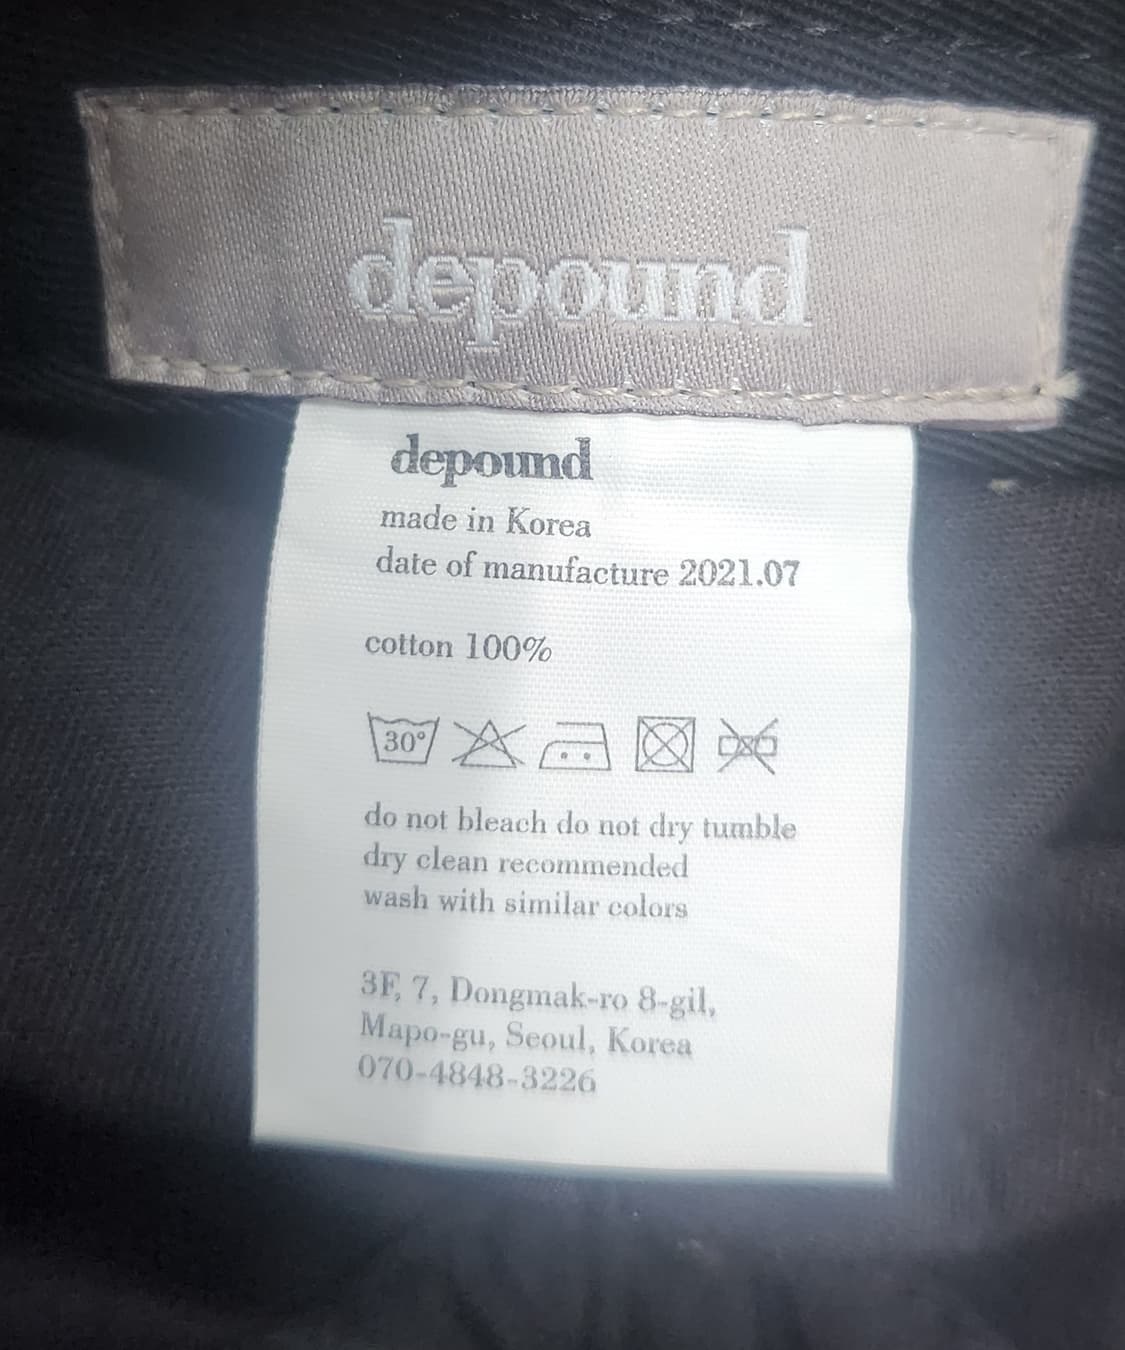 depound
depound
made in Korea
date of manufacture 2021.07
cotton 100%
30°
do not bleach do not dry tumble
dry clean recommended
wash with similar colors
3F, 7, Dongmak-ro 8-gil,
Mapo-gu, Seoul, Korea
070-4848-3226